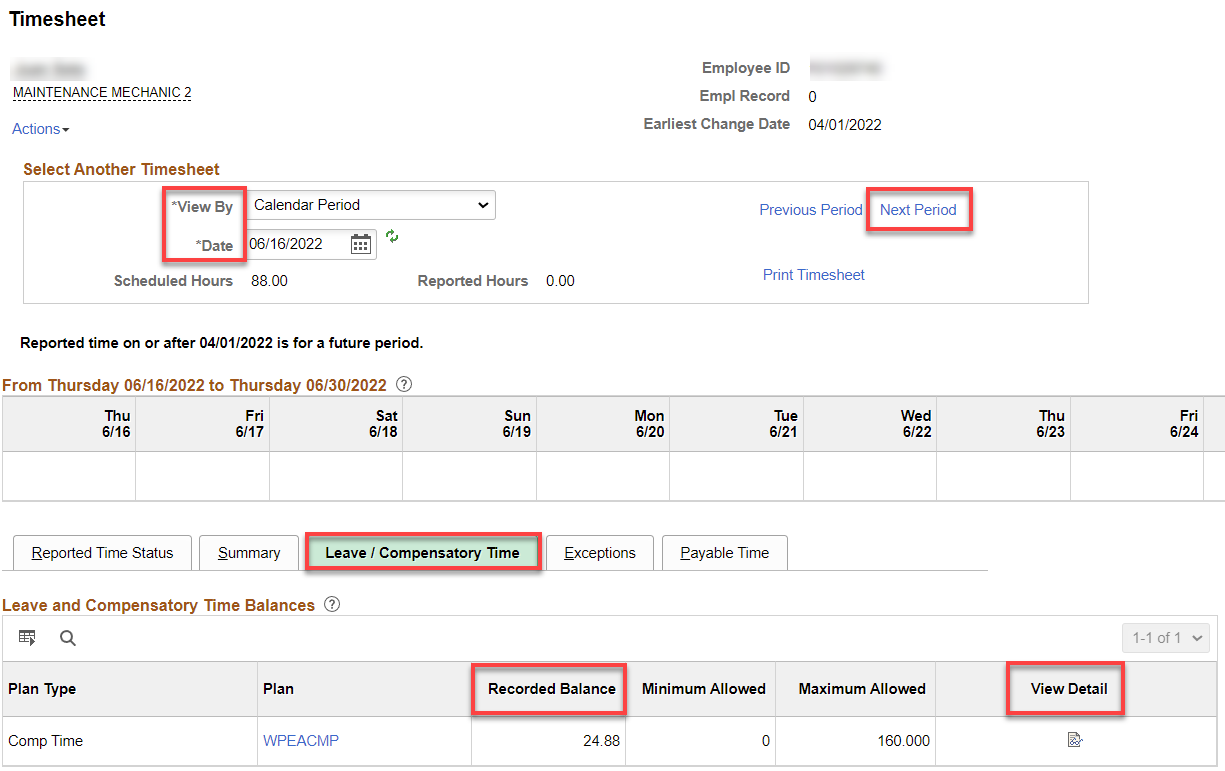 Timesheet
MAINTENANCE MECHANIC 2
Actions
Employee ID
Empl Record 0
Earliest Change Date 04/01/2022
Select Another Timesheet
*View By Calendar Period
Previous Period Next Period
*Date 06/16/2022
Scheduled Hours 88.00 Reported Hours 0.00 Print Timesheet
Reported time on or after 04/01/2022 is for a future period.
From Thursday 06/16/2022 to Thursday 06/30/2022 ?
Thu Fri Sat Sun Mon Tue Wed Thu Fri
6/16 6/17 6/18 6/19 6/20 6/21 6/22 6/23 6/24
Reported Time Status Summary Leave / Compensatory Time Exceptions Payable Time
Leave and Compensatory Time Balances ?
1-1 of 1
Plan Type Plan Recorded Balance Minimum Allowed Maximum Allowed View Detail
Comp Time WPEACMP 24.88 0 160.000